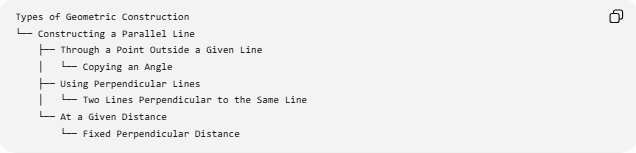 Types of Geometric Construction
└── Constructing a Parallel Line
    ├── Through a Point Outside a Given Line
    │   └── Copying an Angle
    ├── Using Perpendicular Lines
    │   └── Two Lines Perpendicular to the Same Line
    └── At a Given Distance
        └── Fixed Perpendicular Distance